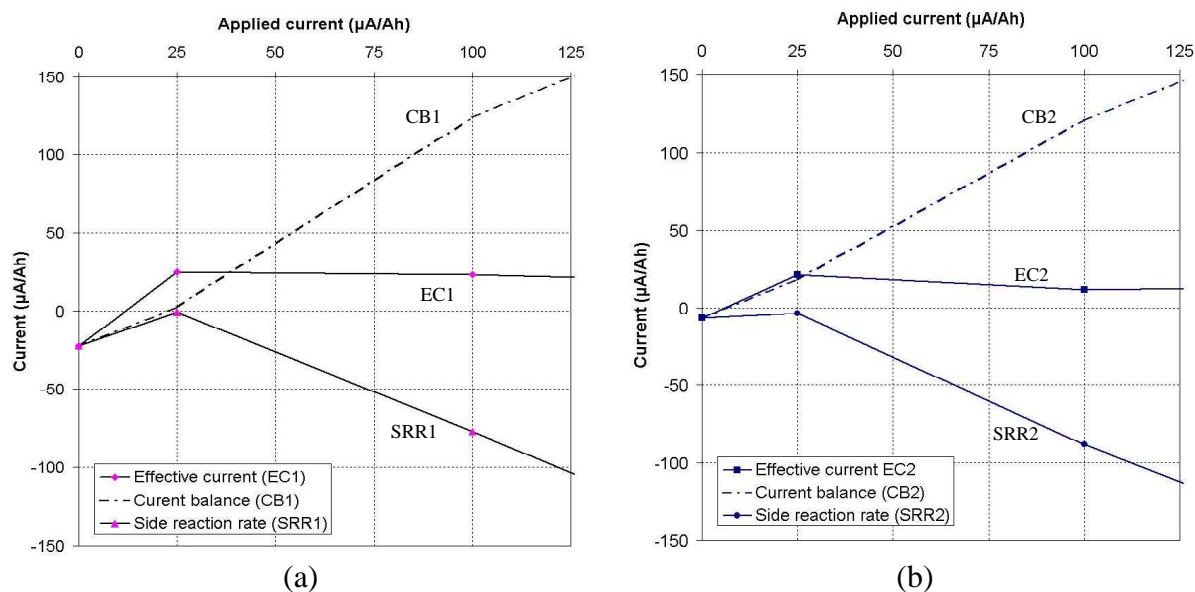 Applied current (µA/Ah)
0 25 50 75 100 125
150
100
50
0
-50
-100
-150
Current (µA/Ah)
CB1
EC1
SRR1
Effective current (EC1)
Curent balance (CB1)
Side reaction rate (SRR1)
(a)
Applied current (µA/Ah)
0 25 50 75 100 125
150
100
50
0
-50
-100
-150
Current (µA/Ah)
CB2
EC2
SRR2
Effective current EC2
Current balance (CB2)
Side reaction rate (SRR2)
(b)